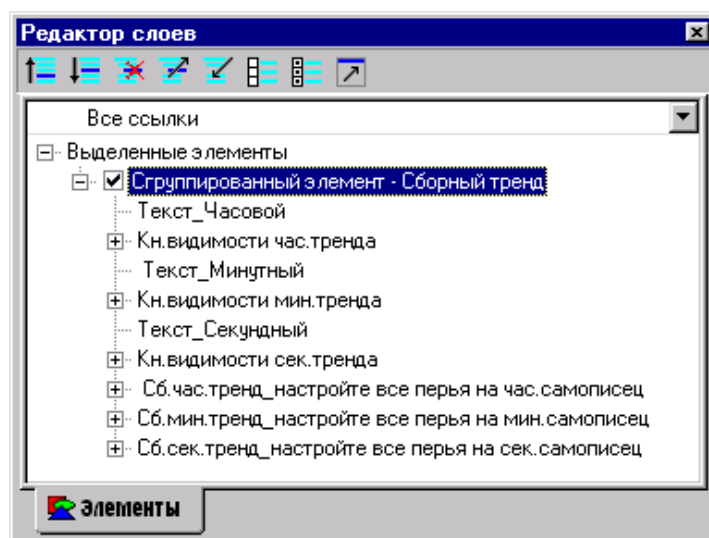 Редактор слоев
Все ссылки
Выделенные элементы
Сгруппированный элемент - Сборный тренд
Текст_Часовой
Кн.видимости час.тренда
Текст_Минутный
Кн.видимости мин.тренда
Текст_Секундный
Кн.видимости сек.тренда
Сб.час.тренд_настройте все перья на час.самописец
Сб.мин.тренд_настройте все перья на мин.самописец
Сб.сек.тренд_настройте все перья на сек.самописец
Элементы